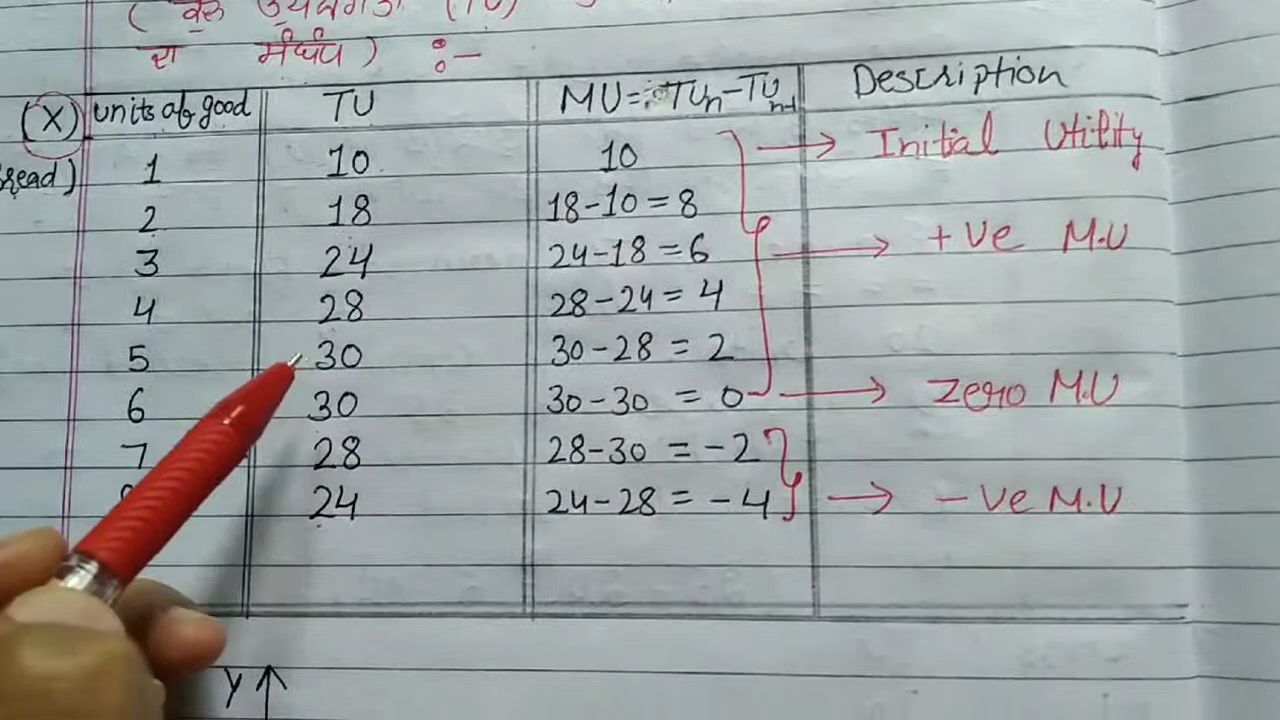 (ਕੁਲ (TU)
ਦਾ ਸੰਬੰਧ) :-
(X) units of good TU MU = TUn - TUn-1 Description
1 10 10 → Initial Utility
bread)
2 18 18-10 = 8
3 24 24-18 = 6 → +ve M.U
4 28 28-24 = 4
5 30 30-28 = 2
6 30 30-30 = 0 → Zero M.U
7 28 28-30 = -2
24 24-28 = -4 → -ve M.U
Y